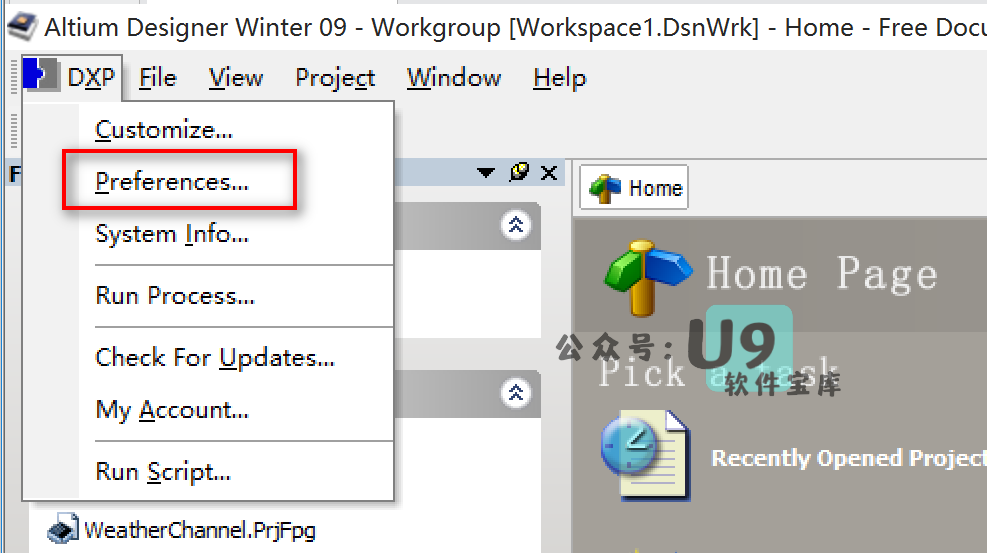 Altium Designer Winter 09 - Workgroup [Workspace1.DsnWrk] - Home - Free Docu
DXP File View Project Window Help
Customize...
F
Preferences...
Home
System Info...
Home Page
Run Process...
公众号: U9
软件宝库
Check For Updates...
Pick a task
My Account...
Recently Opened Project
Run Script...
WeatherChannel.PrjFpg